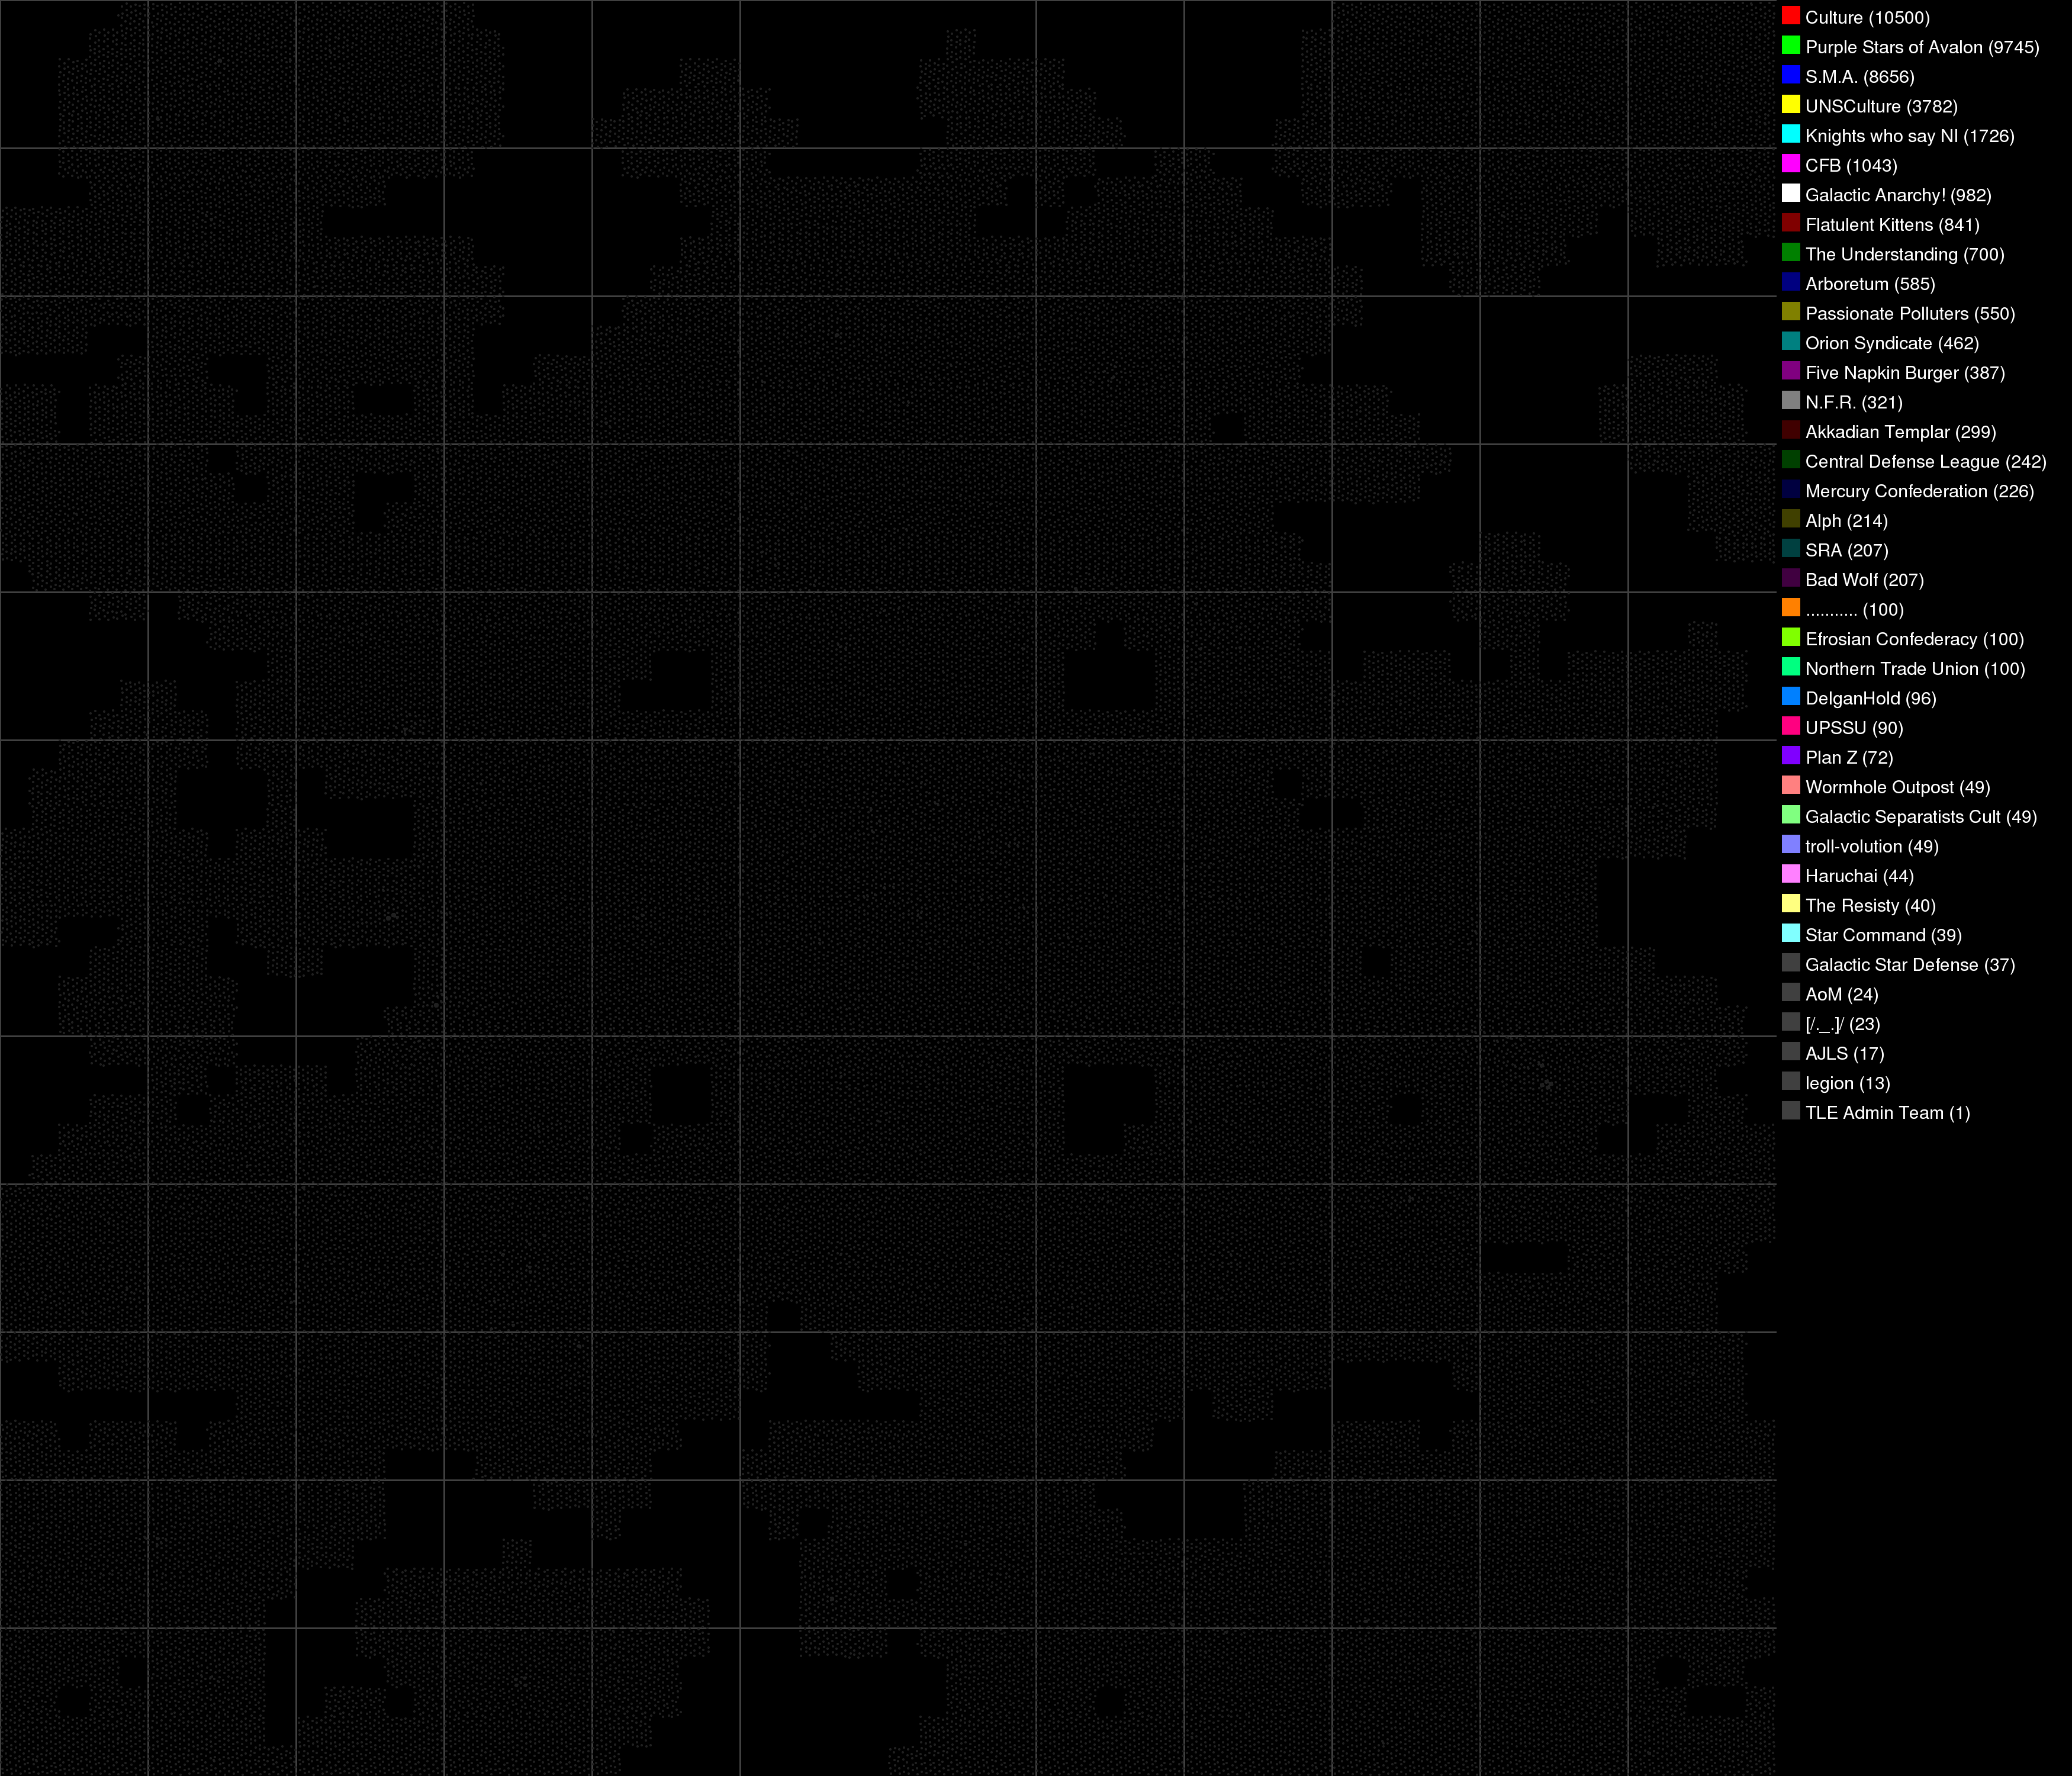 Culture (10500)
Purple Stars of Avalon (9745)
S.M.A. (8656)
UNSCulture (3782)
Knights who say NI (1726)
CFB (1043)
Galactic Anarchy! (982)
Flatulent Kittens (841)
The Understanding (700)
Arboretum (585)
Passionate Polluters (550)
Orion Syndicate (462)
Five Napkin Burger (387)
N.F.R. (321)
Akkadian Templar (299)
Central Defense League (242)
Mercury Confederation (226)
Alph (214)
SRA (207)
Bad Wolf (207)
........... (100)
Efrosian Confederacy (100)
Northern Trade Union (100)
DelganHold (96)
UPSSU (90)
Plan Z (72)
Wormhole Outpost (49)
Galactic Separatists Cult (49)
troll-volution (49)
Haruchai (44)
The Resisty (40)
Star Command (39)
Galactic Star Defense (37)
AoM (24)
[/._.]/ (23)
AJLS (17)
legion (13)
TLE Admin Team (1)